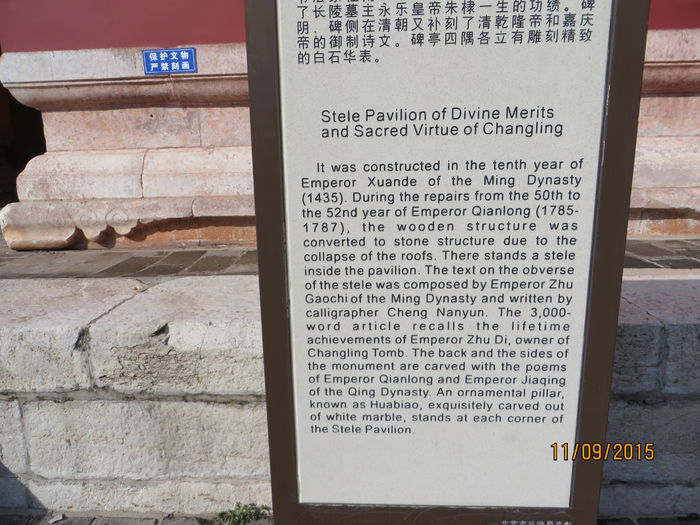 了长陵墓主永乐皇帝朱棣一生的功绩。碑
阴、碑侧在清朝又补刻了清乾隆帝和嘉庆
帝的御制诗文。碑亭四隅各立有雕刻精致
的白石华表。
保护文物
严禁刻画
Stele Pavilion of Divine Merits
and Sacred Virtue of Changling
It was constructed in the tenth year of
Emperor Xuande of the Ming Dynasty
(1435). During the repairs from the 50th to
the 52nd year of Emperor Qianlong (1785-
1787), the wooden structure was
converted to stone structure due to the
collapse of the roofs. There stands a stele
inside the pavilion. The text on the obverse
of the stele was composed by Emperor Zhu
Gaochi of the Ming Dynasty and written by
calligrapher Cheng Nanyun. The 3,000-
word article recalls the lifetime
achievements of Emperor Zhu Di, owner of
Changling Tomb. The back and the sides of
the monument are carved with the poems
of Emperor Qianlong and Emperor Jiaqing
of the Qing Dynasty. An ornamental pillar,
known as Huabiao, exquisitely carved out
of white marble, stands at each corner of
the Stele Pavilion.
11/09/2015